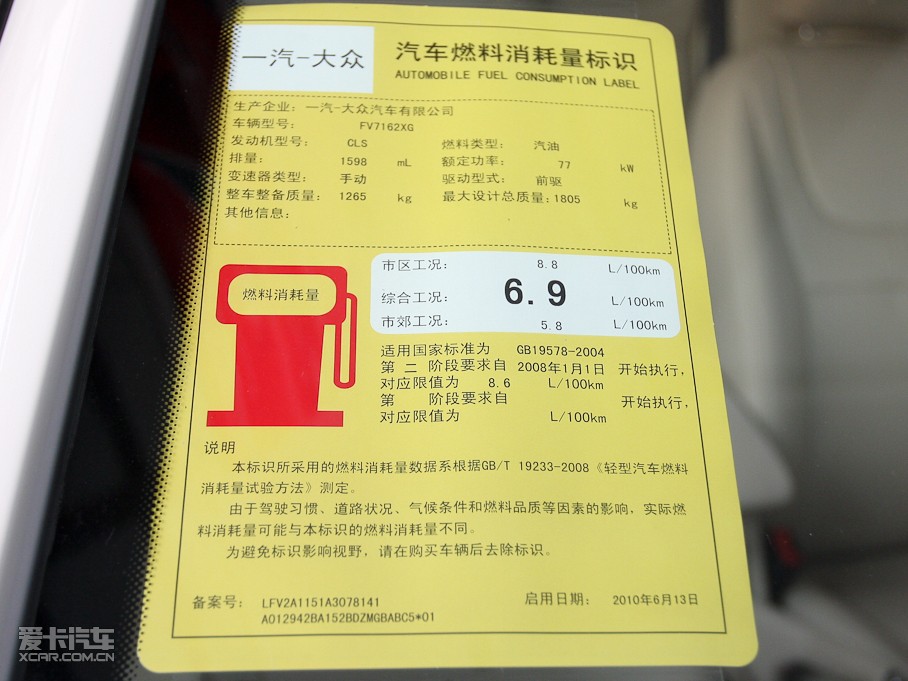 一汽-大众
汽车燃料消耗量标识
AUTOMOBILE FUEL CONSUMPTION LABEL
生产企业: 一汽-大众汽车有限公司
车辆型号: FV7162XG
发动机型号: CLS 燃料类型: 汽油
排量: 1598 mL 额定功率: 77 kW
变速器类型: 手动 驱动型式: 前驱
整车整备质量: 1265 kg 最大设计总质量: 1805 kg
其他信息:
燃料消耗量
市区工况: 8.8 L/100km
综合工况: 6.9 L/100km
市郊工况: 5.8 L/100km
适用国家标准为 GB19578-2004
第 二 阶段要求自 2008年1月1日 开始执行,
对应限值为 8.6 L/100km
第 阶段要求自 开始执行,
对应限值为 L/100km
说明
本标识所采用的燃料消耗量数据系根据GB/T 19233-2008《轻型汽车燃料
消耗量试验方法》测定。
由于驾驶习惯、道路状况、气候条件和燃料品质等因素的影响,实际燃
料消耗量可能与本标识的燃料消耗量不同。
为避免标识影响视野,请在购买车辆后去除标识。
备案号: LFV2A1151A3078141 启用日期: 2010年6月13日
A012942BA152BDZMGBABC5*01
爱卡汽车
XCAR.COM.CN